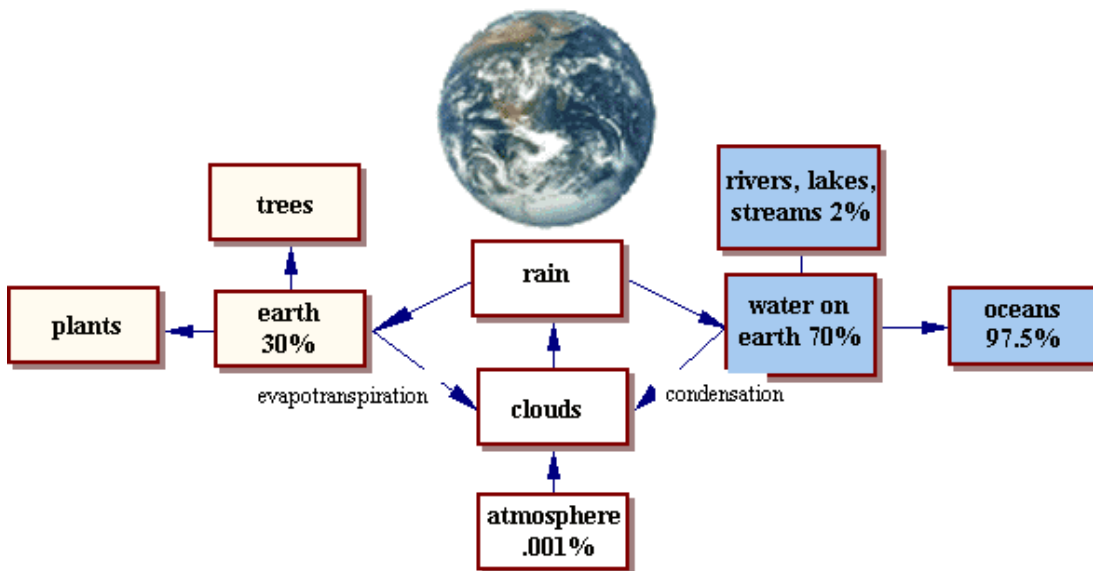 trees
rivers, lakes,
streams 2%
rain
plants
earth
30%
water on
earth 70%
oceans
97.5%
evapotranspiration
clouds
condensation
atmosphere
.001%